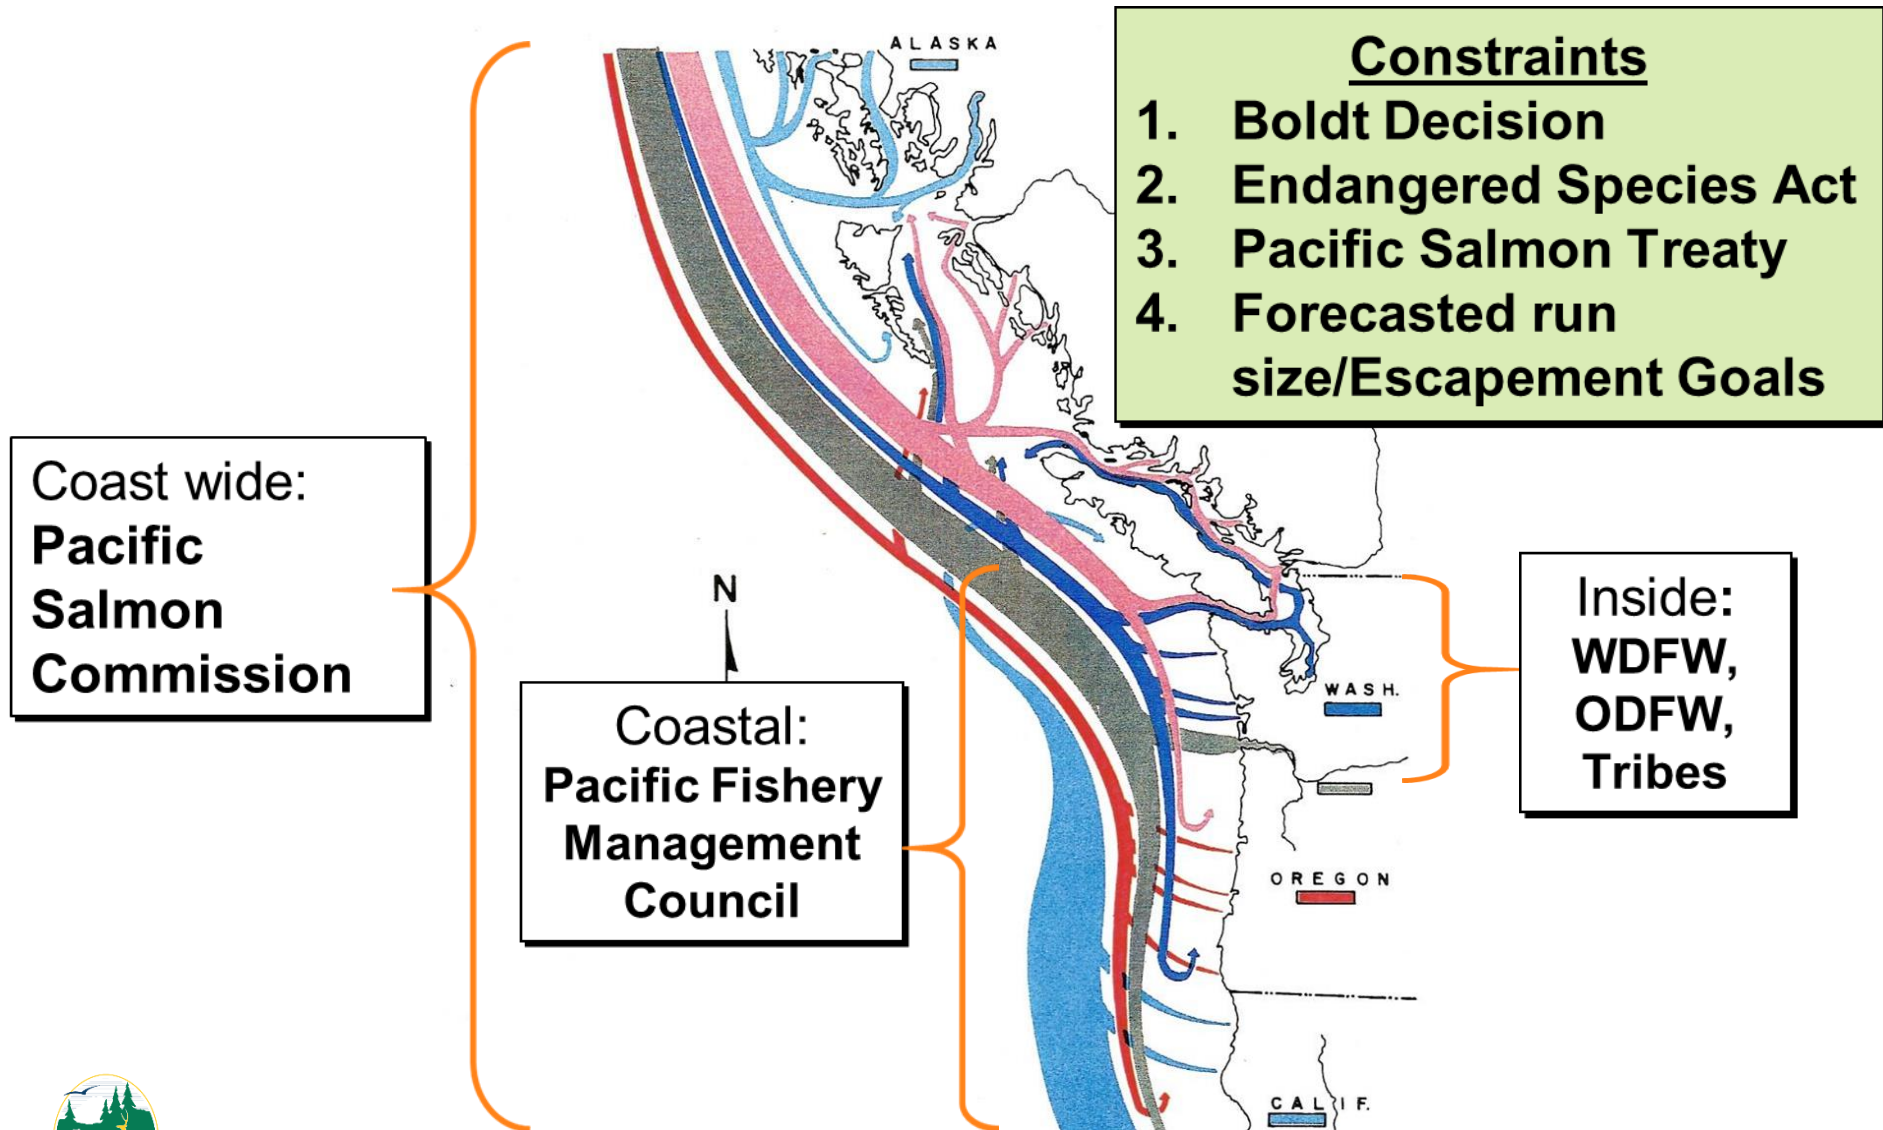 ALASKA
Constraints
1. Boldt Decision
2. Endangered Species Act
3. Pacific Salmon Treaty
4. Forecasted run
size/Escapement Goals
Coast wide:
Pacific
Salmon
Commission
N
Coastal:
Pacific Fishery
Management
Council
Inside:
WDFW,
ODFW,
Tribes
WASH.
OREGON
CALIF.